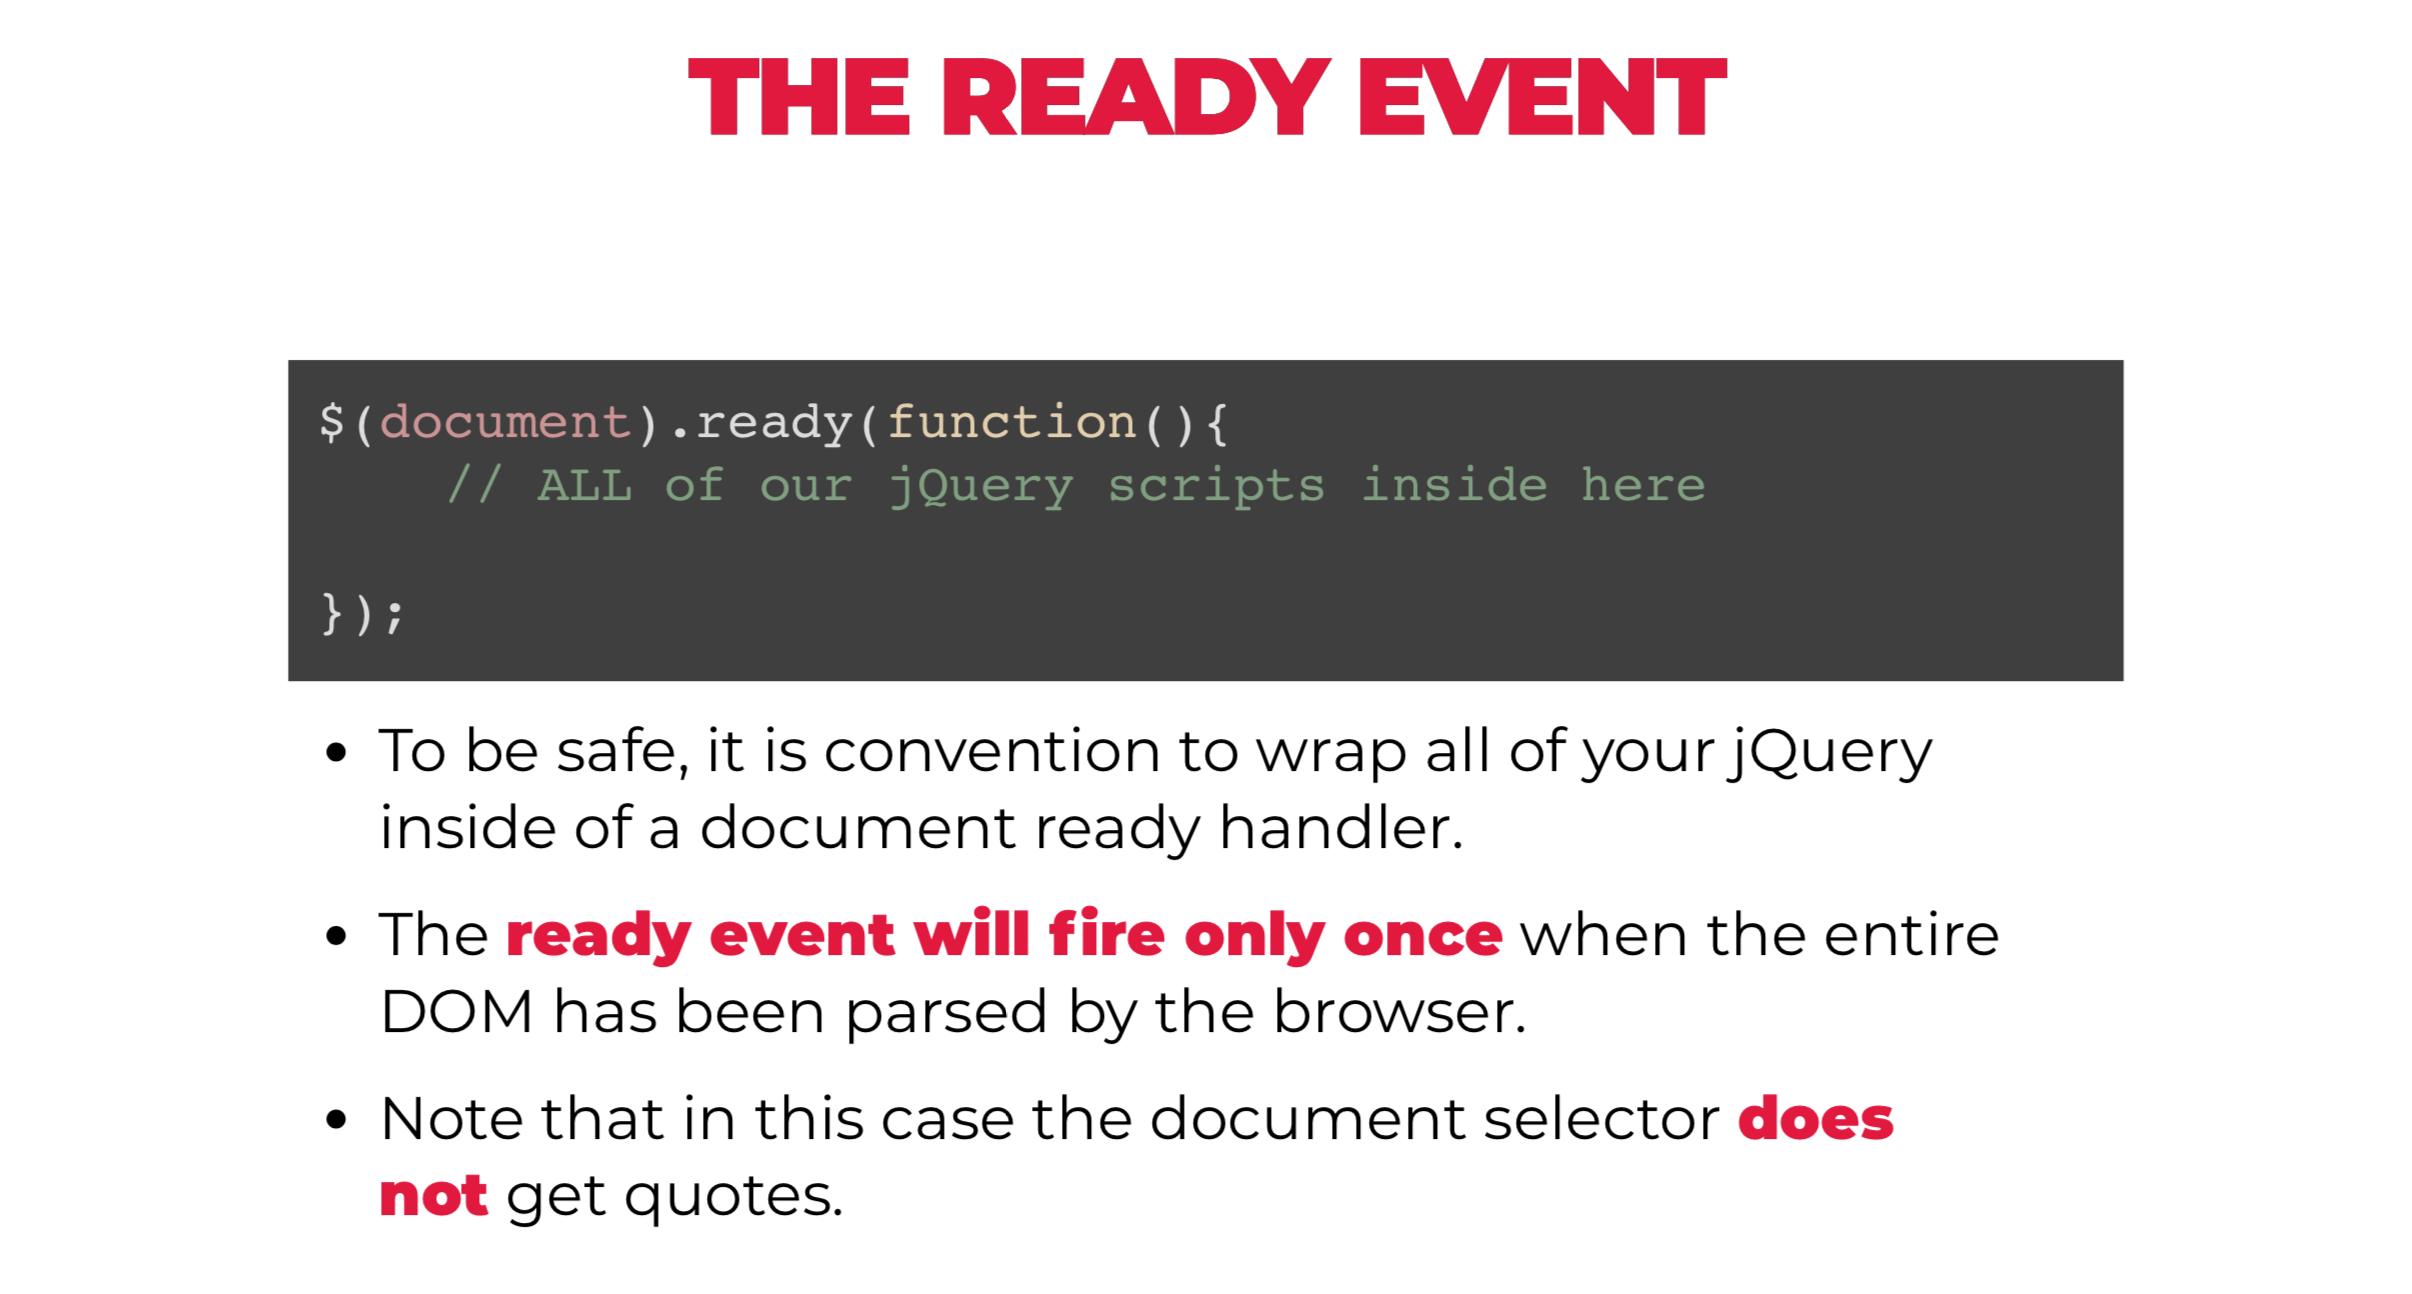 THE READY EVENT
$(document).ready(function(){
    // ALL of our jQuery scripts inside here
});
• To be safe, it is convention to wrap all of your jQuery
inside of a document ready handler.
• The ready event will fire only once when the entire
DOM has been parsed by the browser.
• Note that in this case the document selector does
not get quotes.